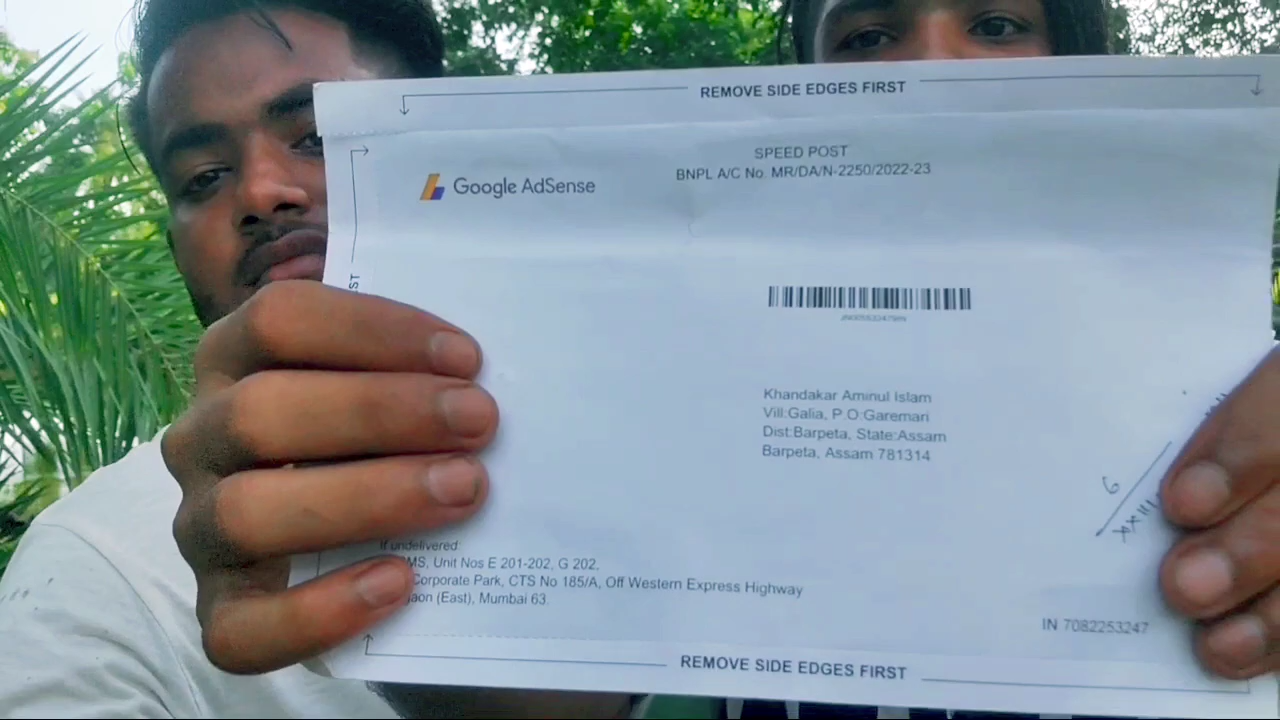 REMOVE SIDE EDGES FIRST
SPEED POST
BNPL A/C No. MR/DA/N-2250/2022-23
Google AdSense
Khandakar Aminul Islam
Vill:Galia, P.O:Garemari
Dist:Barpeta, State:Assam
Barpeta, Assam 781314
6
If undelivered:
MS, Unit Nos E 201-202, G 202,
Corporate Park, CTS No 185/A, Off Western Express Highway
(East), Mumbai 63.
IN 7082253247
REMOVE SIDE EDGES FIRST